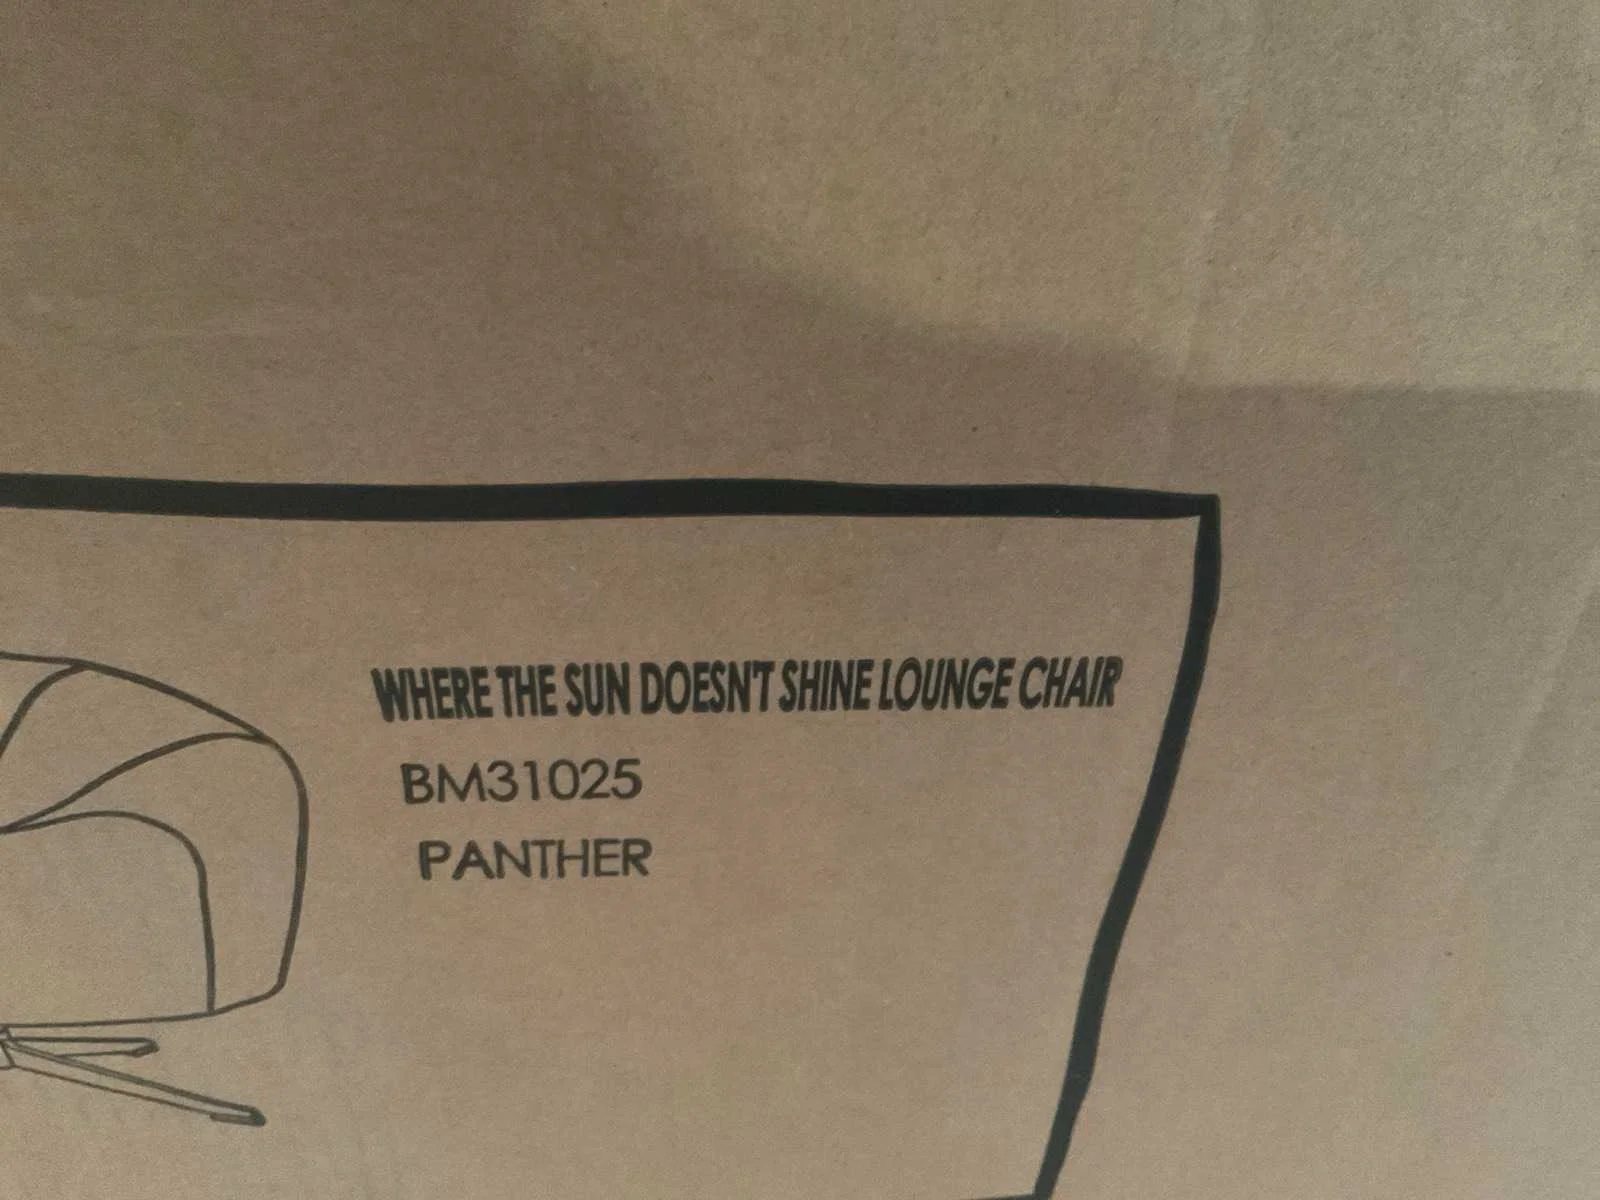 WHERE THE SUN DOESN'T SHINE LOUNGE CHAIR
BM31025
PANTHER